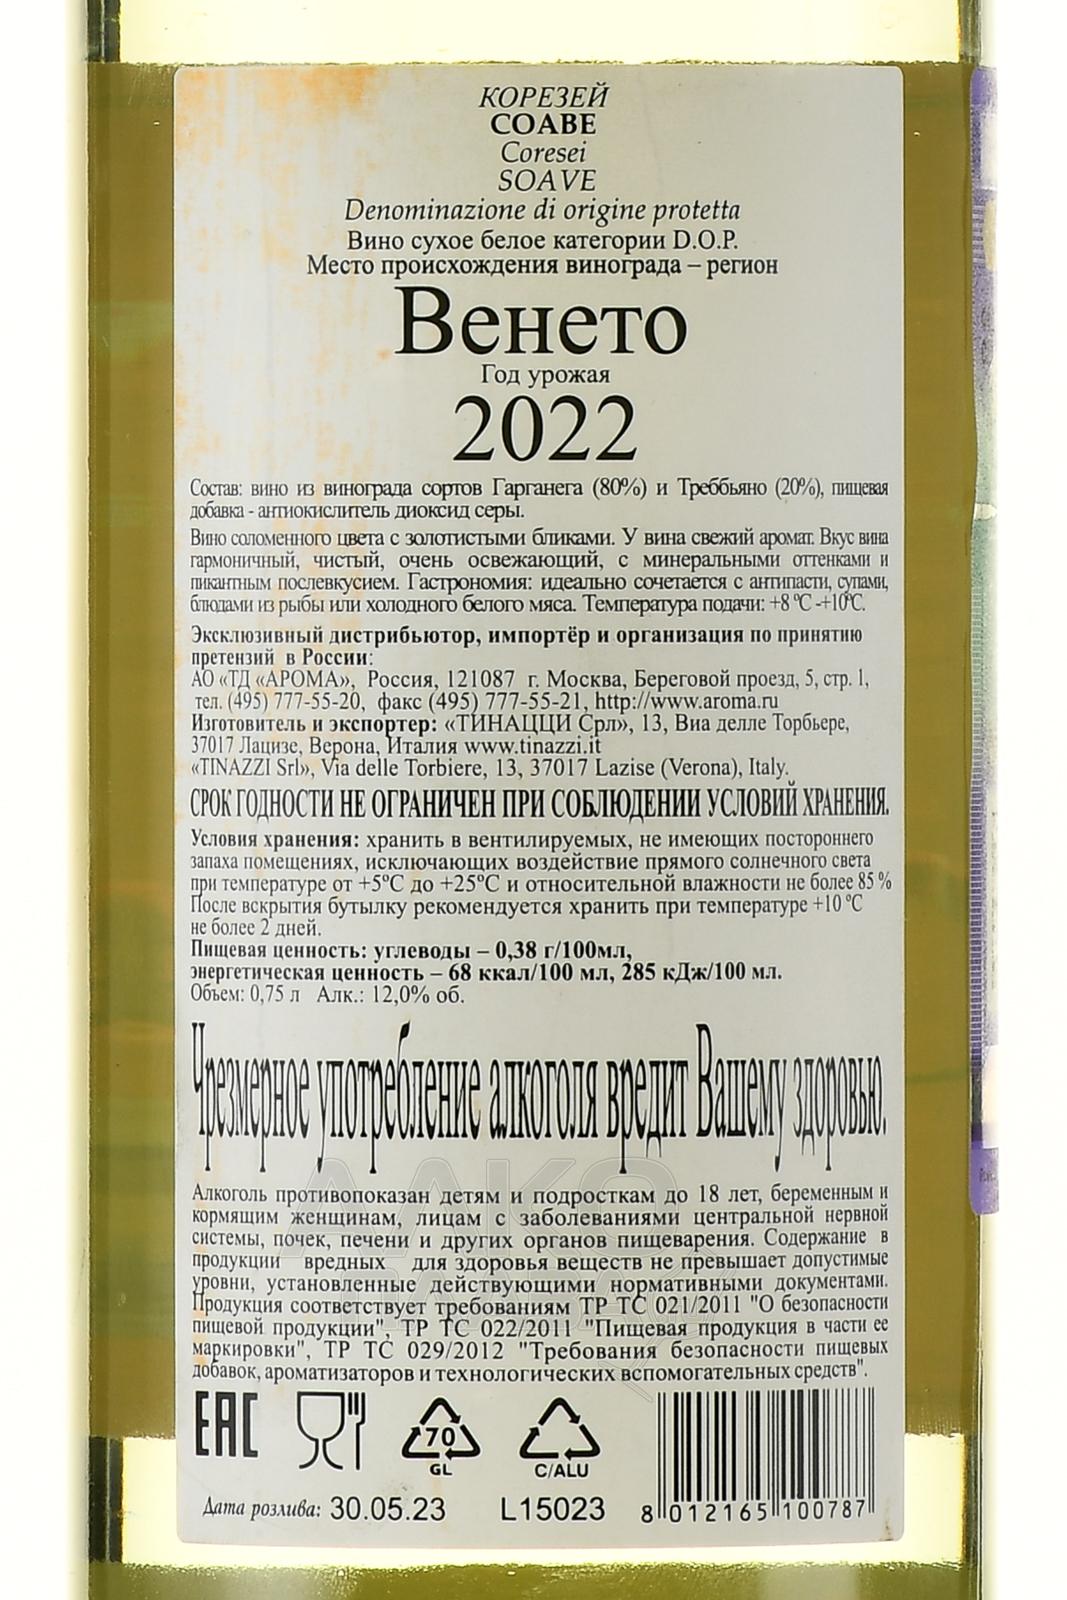 КОРЕЗЕЙ
СОАВЕ
Coresei
SOAVE
Denominazione di origine protetta
Вино сухое белое категории D.O.P.
Место происхождения винограда – регион
Венето
Год урожая
2022
Состав: вино из винограда сортов Гарганега (80%) и Треббьяно (20%), пищевая
добавка - антиокислитель диоксид серы.
Вино соломенного цвета с золотистыми бликами. У вина свежий аромат. Вкус вина
гармоничный, чистый, очень освежающий, с минеральными оттенками и
пикантным послевкусием. Гастрономия: идеально сочетается с антипасти, супами,
блюдами из рыбы или холодного белого мяса. Температура подачи: +8 °С -+10°С.
Эксклюзивный дистрибьютор, импортёр и организация по принятию
претензий в России:
АО «ТД «АРОМА», Россия, 121087 г. Москва, Береговой проезд, 5, стр. 1,
тел. (495) 777-55-20, факс (495) 777-55-21, http://www.aroma.ru
Изготовитель и экспортер: «ТИНАЦЦИ Срл», 13, Виа делле Торбьере,
37017 Лацизе, Верона, Италия www.tinazzi.it
«TINAZZI Srl», Via delle Torbiere, 13, 37017 Lazise (Verona), Italy.
СРОК ГОДНОСТИ НЕ ОГРАНИЧЕН ПРИ СОБЛЮДЕНИИ УСЛОВИЙ ХРАНЕНИЯ.
Условия хранения: хранить в вентилируемых, не имеющих постороннего
запаха помещениях, исключающих воздействие прямого солнечного света
при температуре от +5°С до +25°С и относительной влажности не более 85 %
После вскрытия бутылку рекомендуется хранить при температуре +10 °С
не более 2 дней.
Пищевая ценность: углеводы – 0,38 г/100мл,
энергетическая ценность – 68 ккал/100 мл, 285 кДж/100 мл.
Объем: 0,75 л Алк.: 12,0% об.
Чрезмерное употребление алкоголя вредит Вашему здоровью.
Алкоголь противопоказан детям и подросткам до 18 лет, беременным и
кормящим женщинам, лицам с заболеваниями центральной нервной
системы, почек, печени и других органов пищеварения. Содержание в
продукции вредных для здоровья веществ не превышает допустимые
уровни, установленные действующими нормативными документами.
Продукция соответствует требованиям ТР ТС 021/2011 "О безопасности
пищевой продукции", ТР ТС 022/2011 "Пищевая продукция в части ее
маркировки", ТР ТС 029/2012 "Требования безопасности пищевых
добавок, ароматизаторов и технологических вспомогательных средств".
ЕАС
70
GL
C/ALU
Дата розлива: 30.05.23 L15023
8 012165 100787